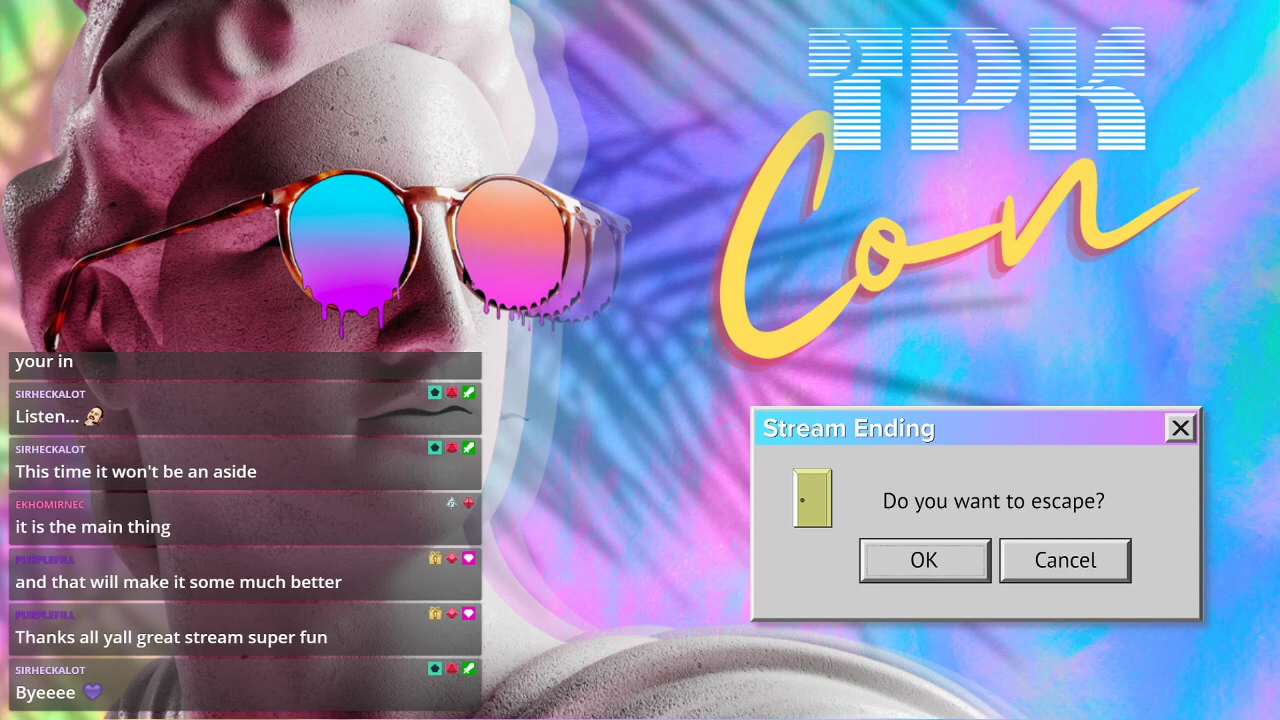 TPK
Con
your in
SIRHECKALOT
Listen...
SIRHECKALOT
This time it won't be an aside
EKHOMIRNEC
it is the main thing
PURPLEFILL
and that will make it some much better
PURPLEFILL
Thanks all yall great stream super fun
SIRHECKALOT
Byeeee
Stream Ending
Do you want to escape?
OK
Cancel